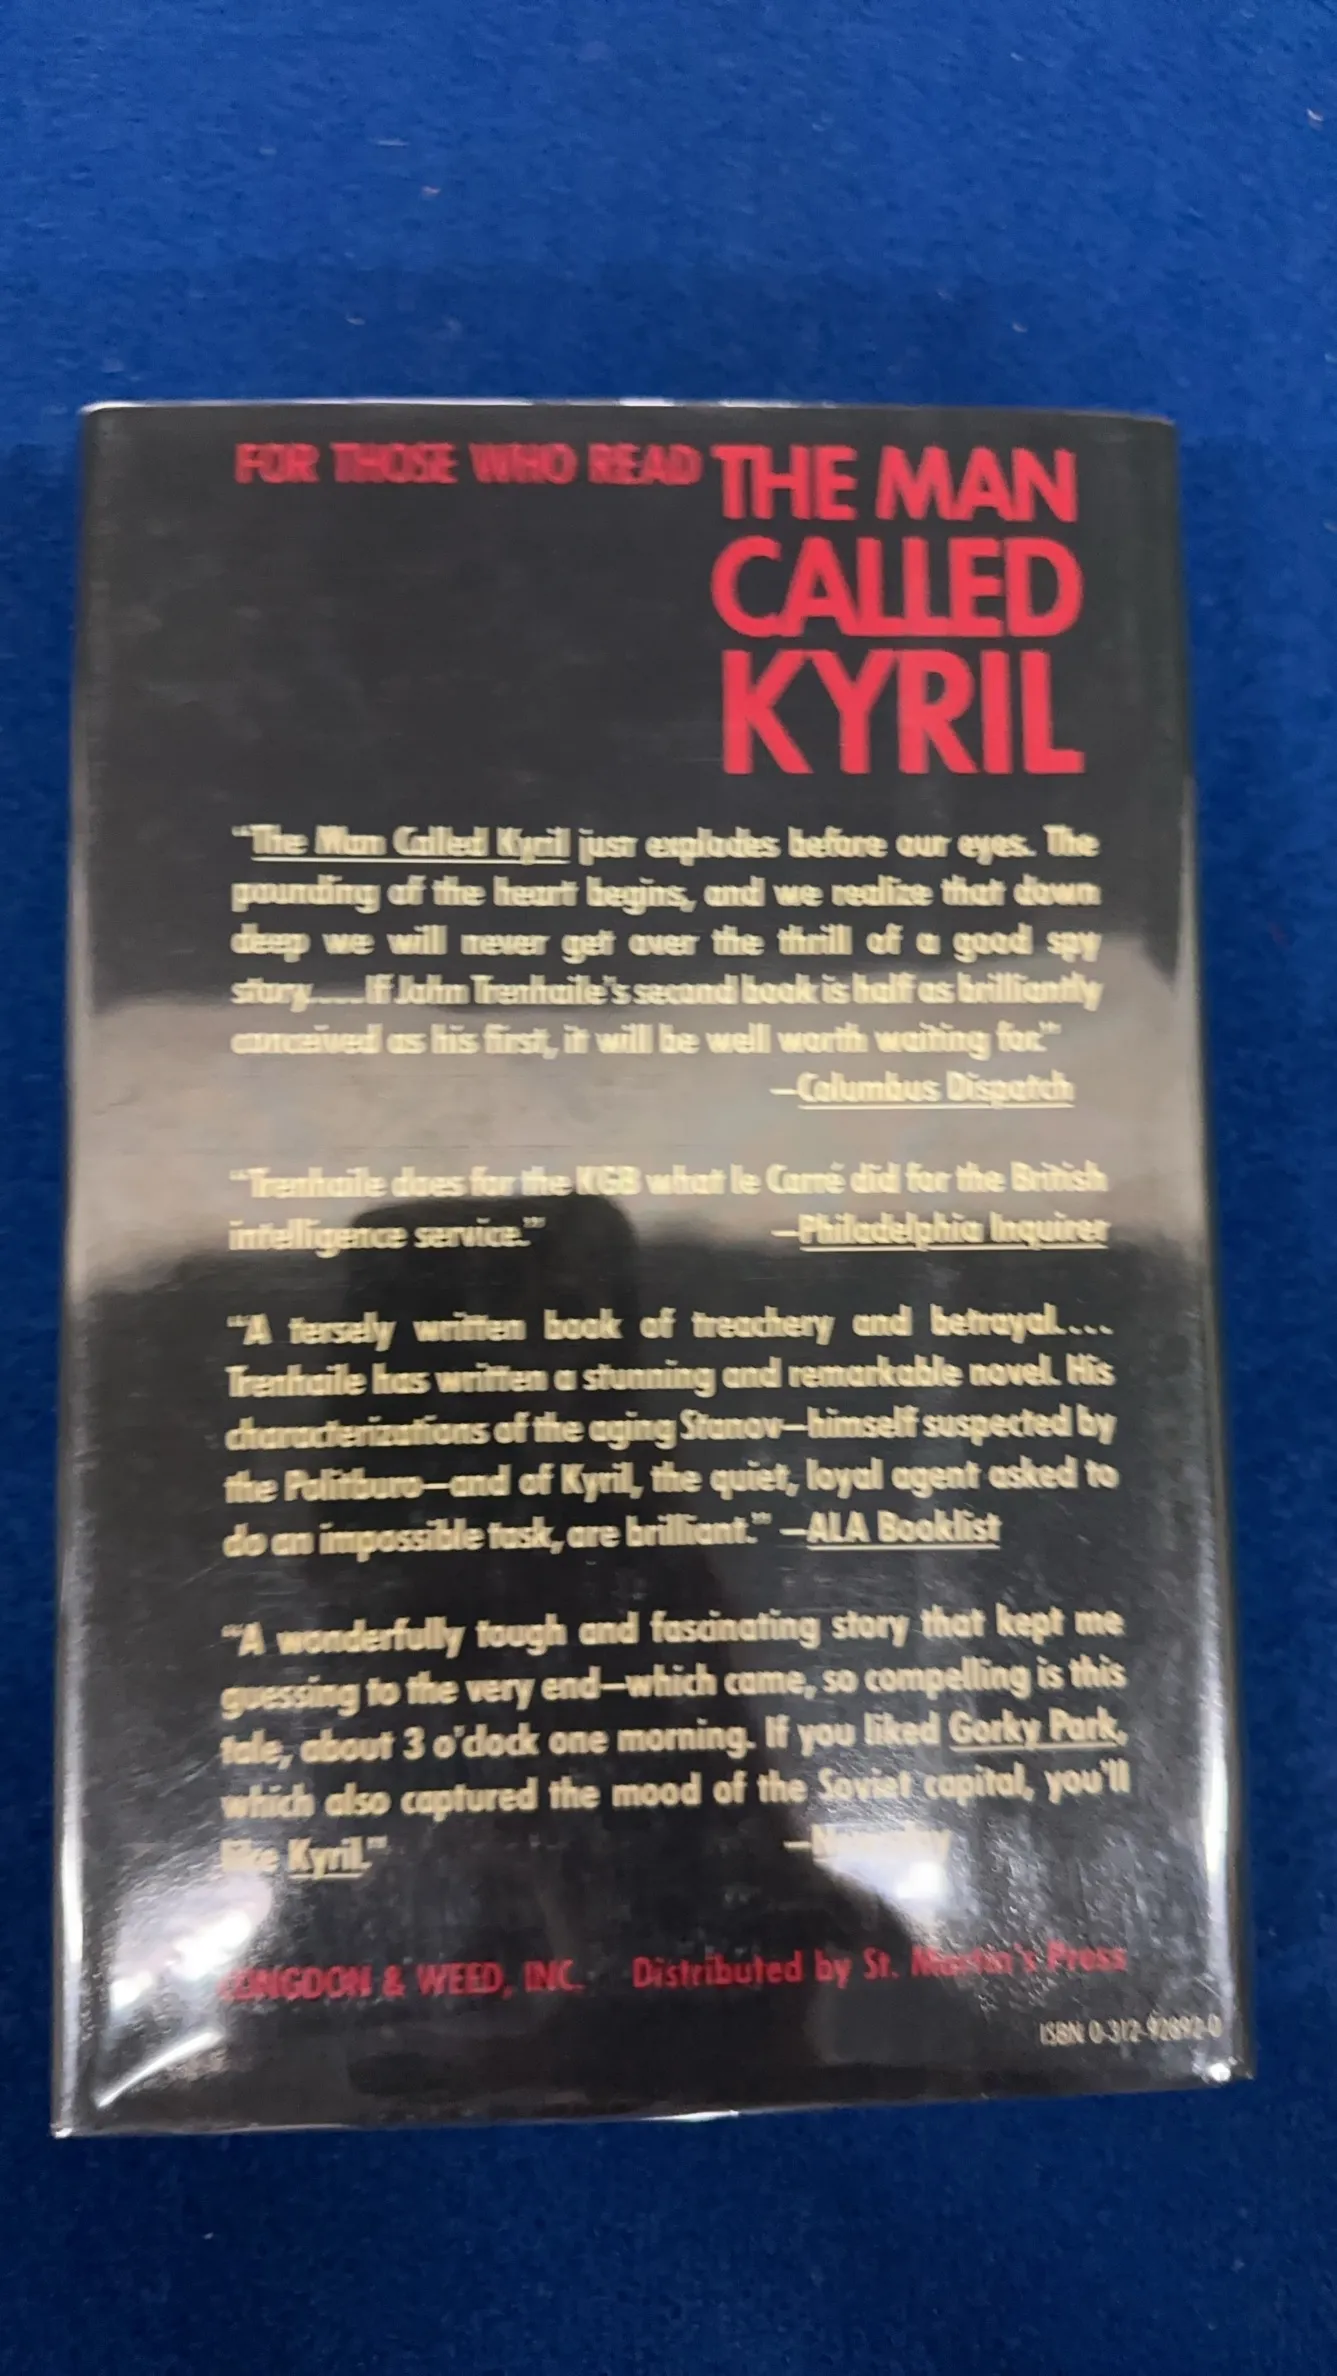 FOR THOSE WHO READ THE MAN
CALLED
KYRIL
“The Man Called Kyril just explodes before our eyes. The
pounding of the heart begins, and we realize that down
deep we will never get over the thrill of a good spy
story.....If John Trenhaile’s second book is half as brilliantly
conceived as his first, it will be well worth waiting for.”
—Columbus Dispatch
“Trenhaile does for the KGB what le Carré did for the British
intelligence service.” —Philadelphia Inquirer
“A tersely written book of treachery and betrayal....
Trenhaile has written a stunning and remarkable novel. His
characterizations of the aging Stanov—himself suspected by
the Politburo—and of Kyril, the quiet, loyal agent asked to
do an impossible task, are brilliant.” —ALA Booklist
“A wonderfully tough and fascinating story that kept me
guessing to the very end—which came, so compelling is this
tale, about 3 o’clock one morning. If you liked Gorky Park,
which also captured the mood of the Soviet capital, you’ll
like Kyril.”
CONGDON & WEED, INC. Distributed by St. Martin’s Press
ISBN 0-312-92892-0